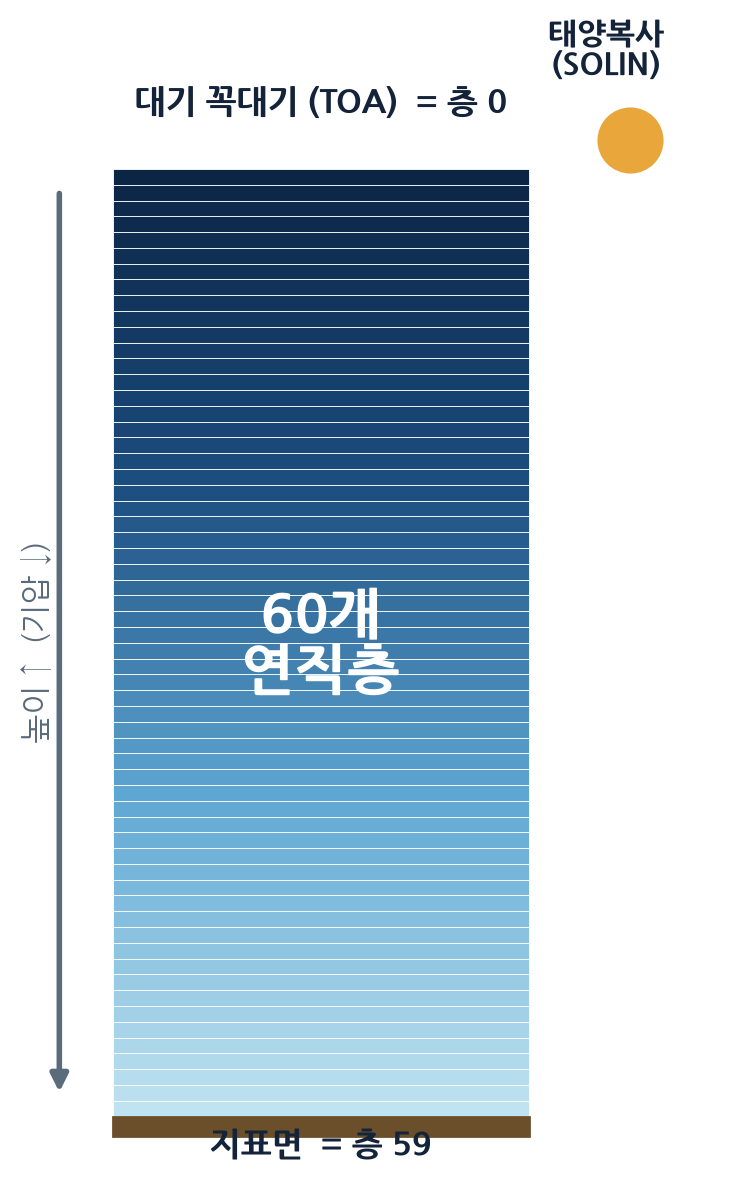 태양복사
(SOLIN)
대기 꼭대기 (TOA) = 층 0
높이 ↑ (기압 ↓)
60개
연직층
지표면 = 층 59